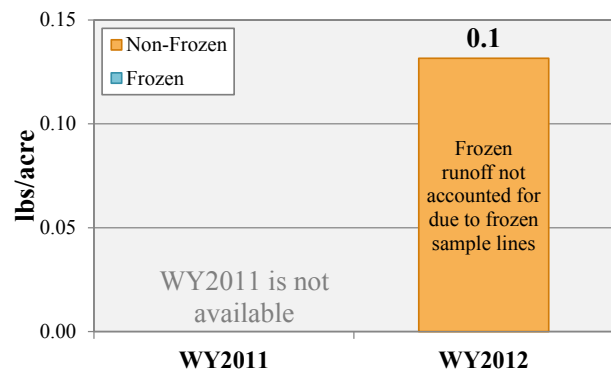 0.15
0.10
0.05
0.00
lbs/acre
Non-Frozen
Frozen
0.1
Frozen
runoff not
accounted for
due to frozen
sample lines
WY2011 is not
available
WY2011
WY2012